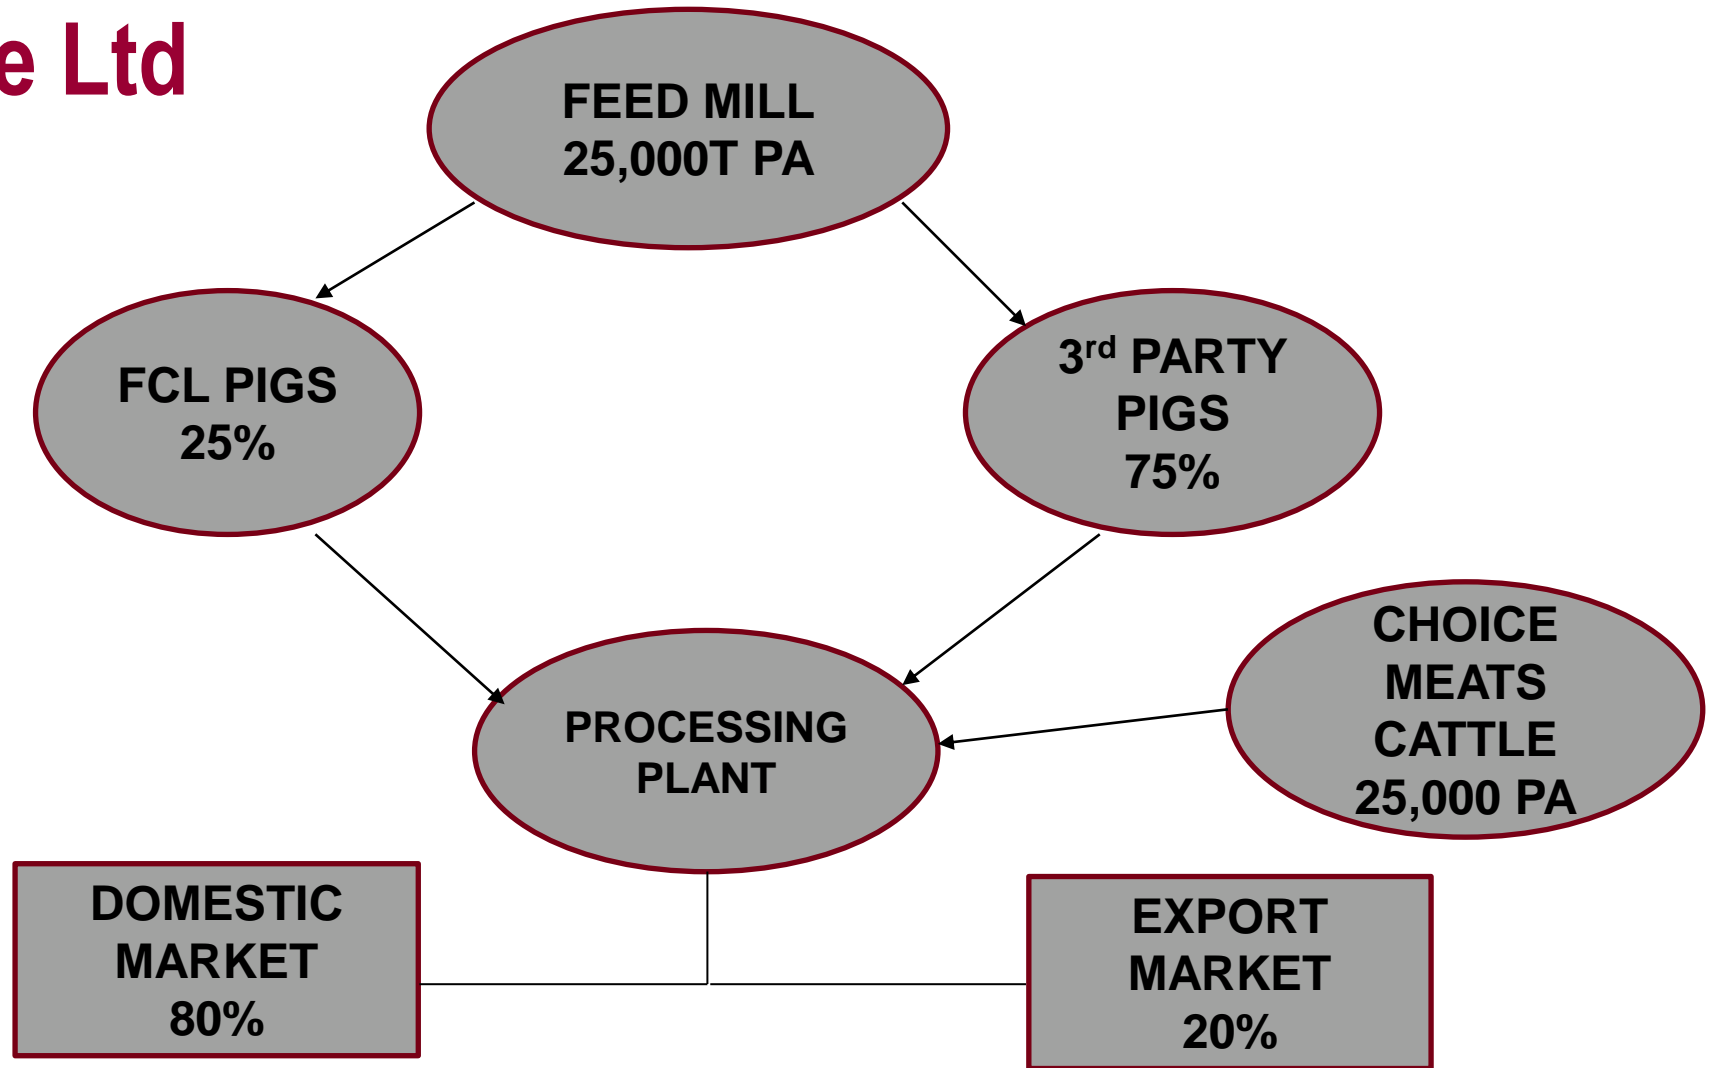 e Ltd
FEED MILL
25,000T PA
FCL PIGS
25%
3rd PARTY
PIGS
75%
CHOICE
MEATS
CATTLE
25,000 PA
PROCESSING
PLANT
DOMESTIC
MARKET
80%
EXPORT
MARKET
20%